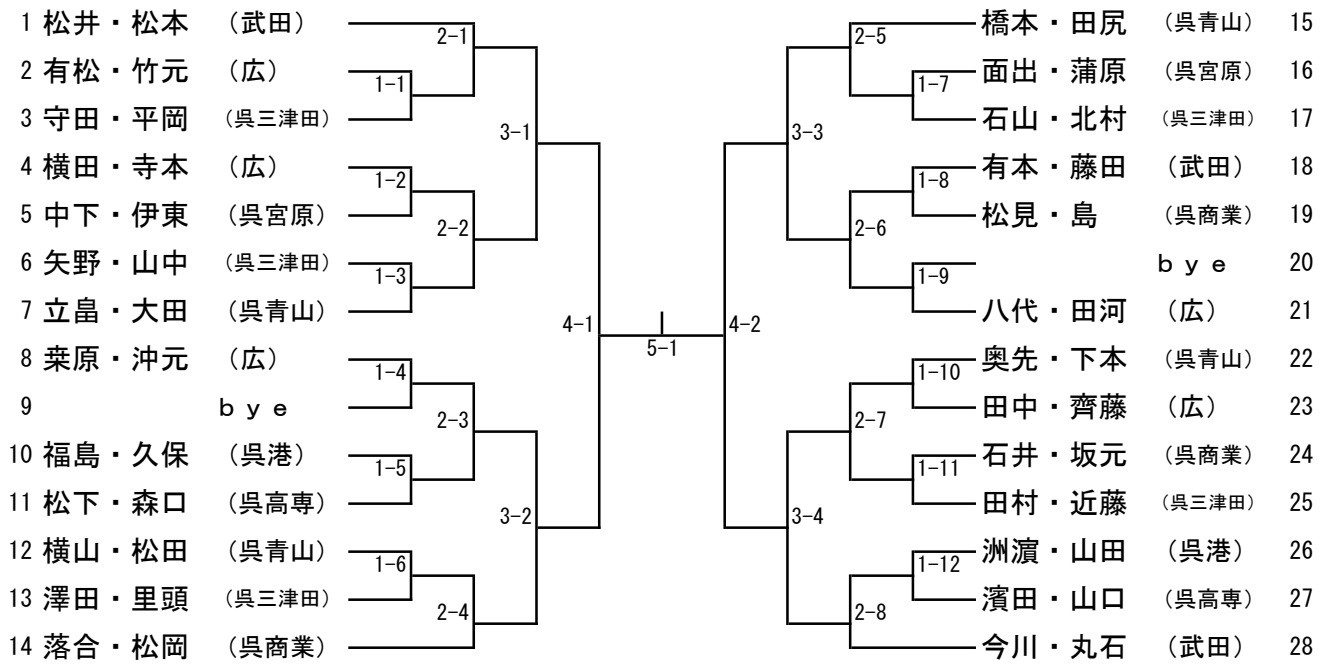 1 松井・松本 （武田）
2 有松・竹元 （広）
3 守田・平岡 （呉三津田）
4 横田・寺本 （広）
5 中下・伊東 （呉宮原）
6 矢野・山中 （呉三津田）
7 立畠・大田 （呉青山）
8 桒原・沖元 （広）
9 ｂｙｅ
10 福島・久保 （呉港）
11 松下・森口 （呉高専）
12 横山・松田 （呉青山）
13 澤田・里頭 （呉三津田）
14 落合・松岡 （呉商業）
2-1
1-1
3-1
1-2
2-2
1-3
4-1
1-4
2-3
1-5
3-2
1-6
2-4
5-1
2-5
1-7
3-3
1-8
2-6
1-9
4-2
1-10
2-7
1-11
3-4
1-12
2-8
橋本・田尻 （呉青山） 15
面出・蒲原 （呉宮原） 16
石山・北村 （呉三津田） 17
有本・藤田 （武田） 18
松見・島 （呉商業） 19
ｂｙｅ 20
八代・田河 （広） 21
奥先・下本 （呉青山） 22
田中・齊藤 （広） 23
石井・坂元 （呉商業） 24
田村・近藤 （呉三津田） 25
洲濵・山田 （呉港） 26
濱田・山口 （呉高専） 27
今川・丸石 （武田） 28